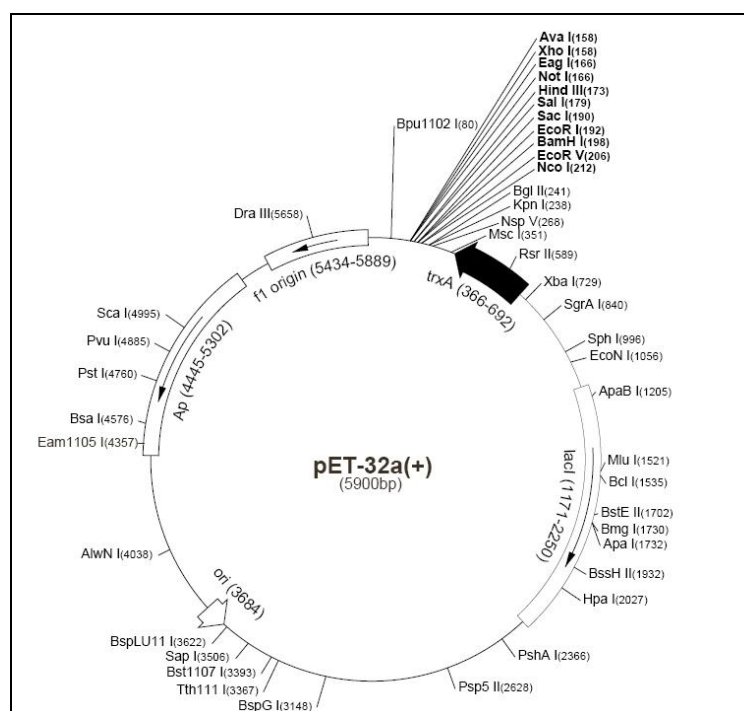 Ava I(158)
Xho I(158)
Eag I(166)
Not I(166)
Hind III(173)
Sal I(179)
Sac I(190)
EcoR I(192)
BamH I(198)
EcoR V(206)
Nco I(212)
Bpu1102 I(80)
Bgl II(241)
Kpn I(238)
Nsp V(268)
Msc I(351)
Rsr II(589)
Dra III(5658)
Xba I(729)
SgrA I(840)
f1 origin (5434-5889)
trxA (366-692)
Sca I(4995)
Pvu I(4885)
Pst I(4760)
Sph I(996)
EcoN I(1056)
Ap (4445-5302)
ApaB I(1205)
Bsa I(4576)
Eam1105 I(4357)
pET-32a(+)
(5900bp)
lacI (1171-2250)
Mlu I(1521)
Bcl I(1535)
BstE II(1702)
Bmg I(1730)
Apa I(1732)
AlwN I(4038)
BssH II(1932)
Hpa I(2027)
ori (3684)
BspLU11 I(3622)
Sap I(3506)
Bst1107 I(3393)
Tth111 I(3367)
BspG I(3148)
PshA I(2366)
Psp5 II(2628)